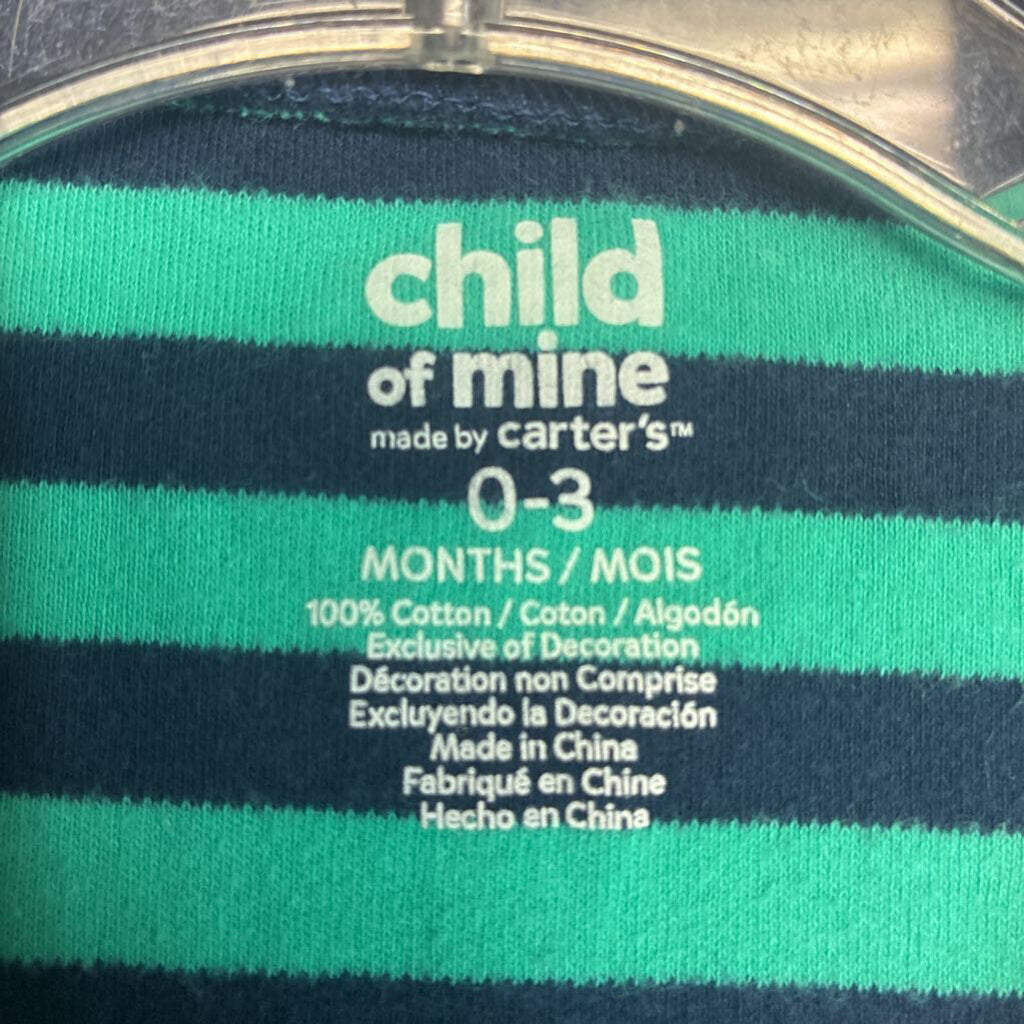 child
of mine
made by carter's™
0-3
MONTHS / MOIS
100% Cotton / Coton / Algodón
Exclusive of Decoration
Décoration non Comprise
Excluyendo la Decoración
Made in China
Fabriqué en Chine
Hecho en China